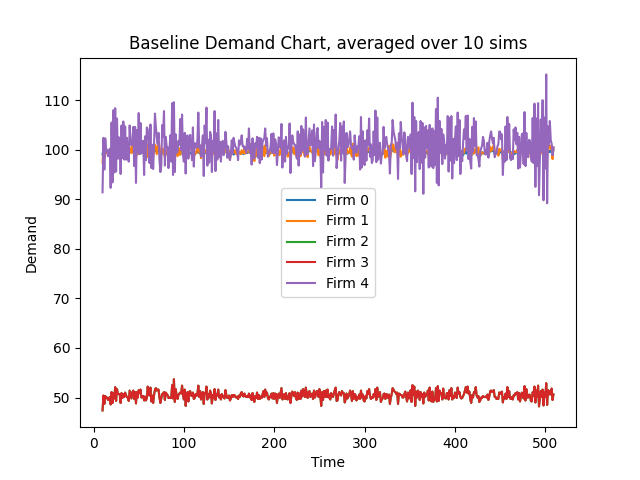 Baseline Demand Chart, averaged over 10 sims
110
100
90
80
70
60
50
Demand
Firm 0
Firm 1
Firm 2
Firm 3
Firm 4
0 100 200 300 400 500
Time